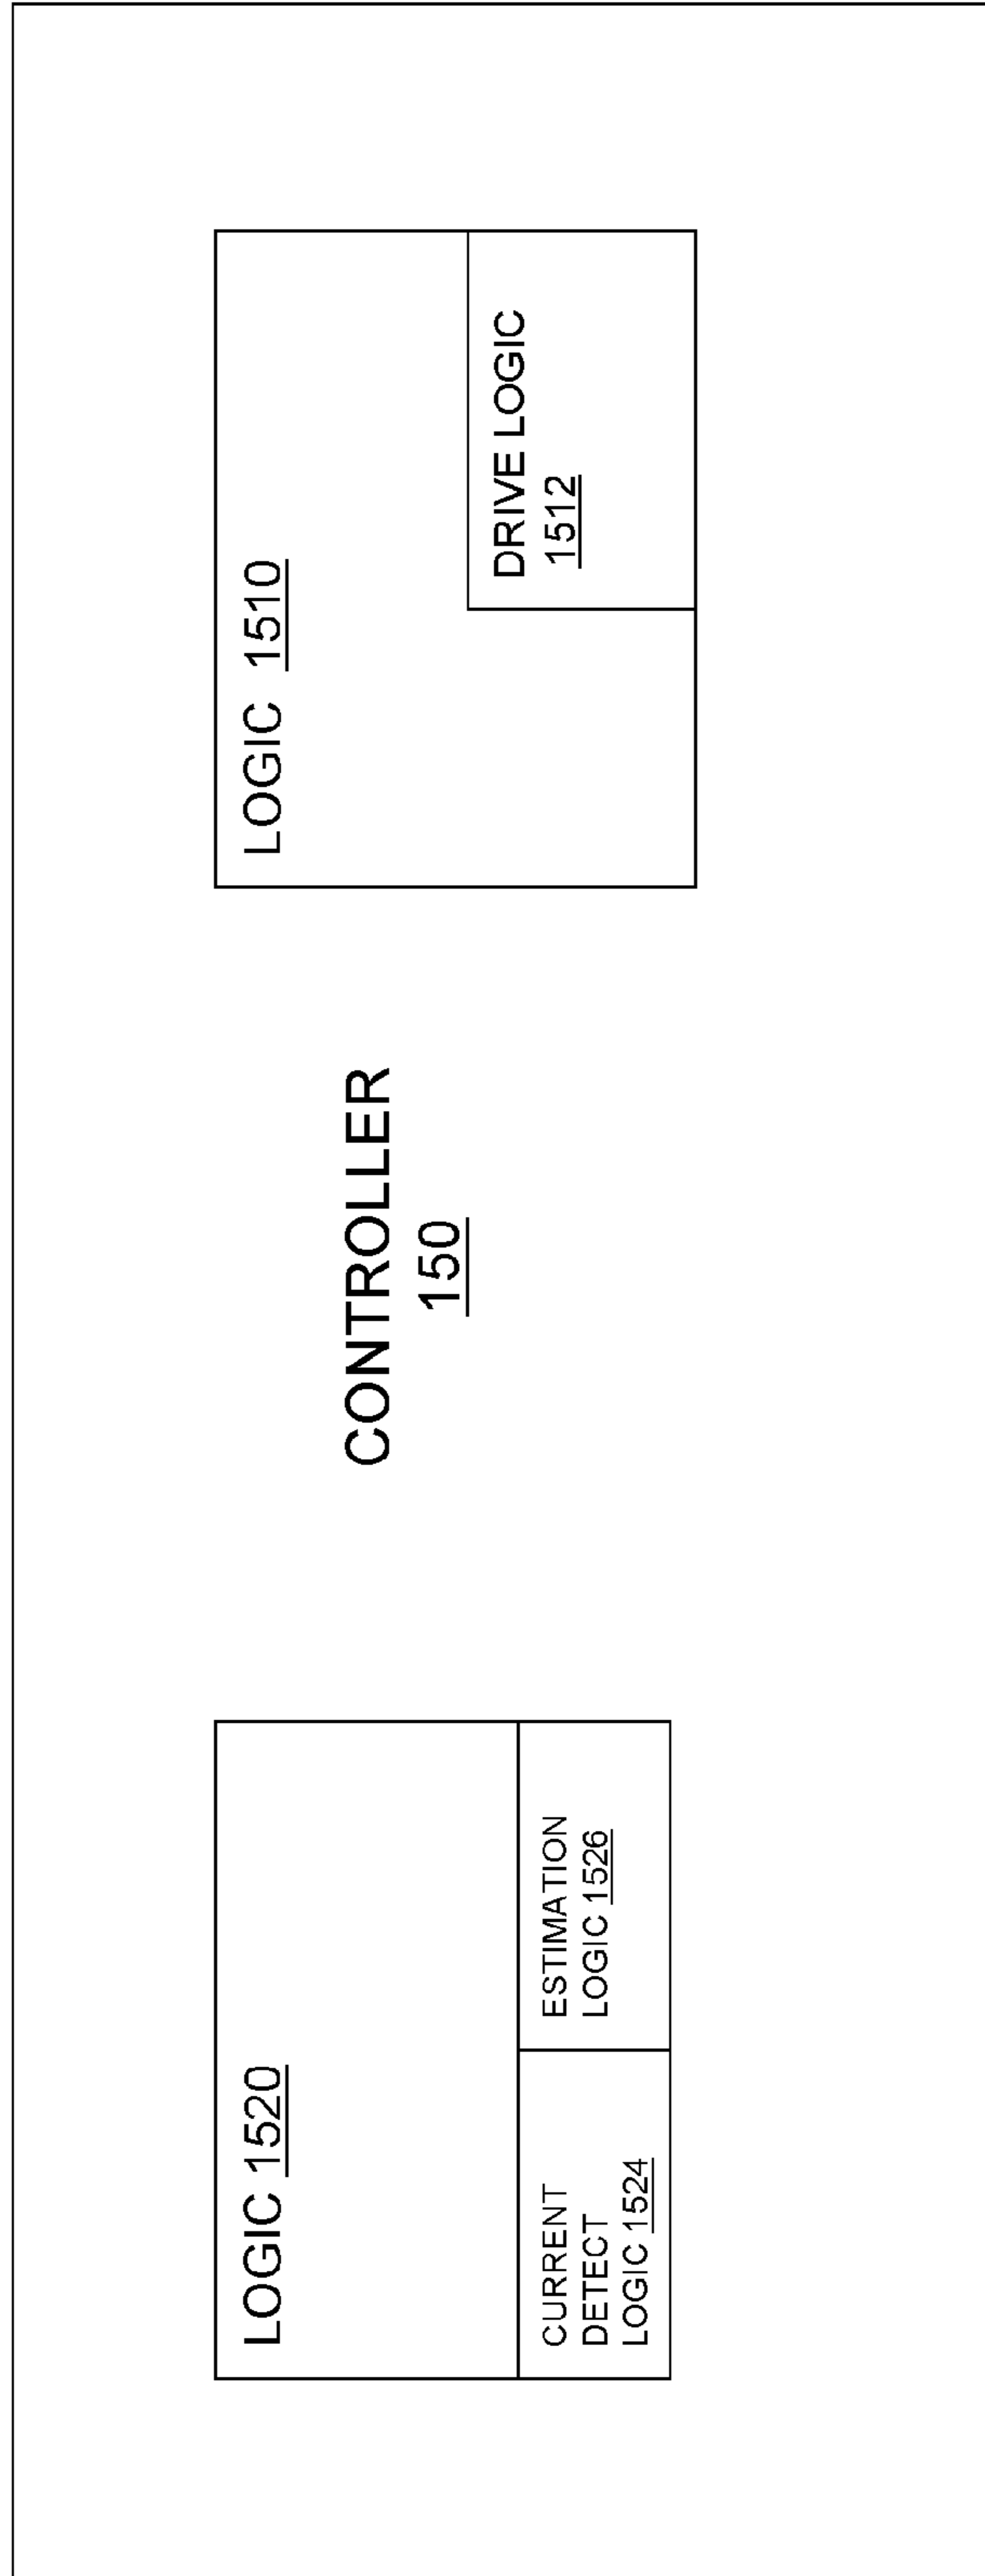 LOGIC 1520
CURRENT
DETECT
LOGIC 1524
ESTIMATION
LOGIC 1526
CONTROLLER
150
LOGIC 1510
DRIVE LOGIC
1512